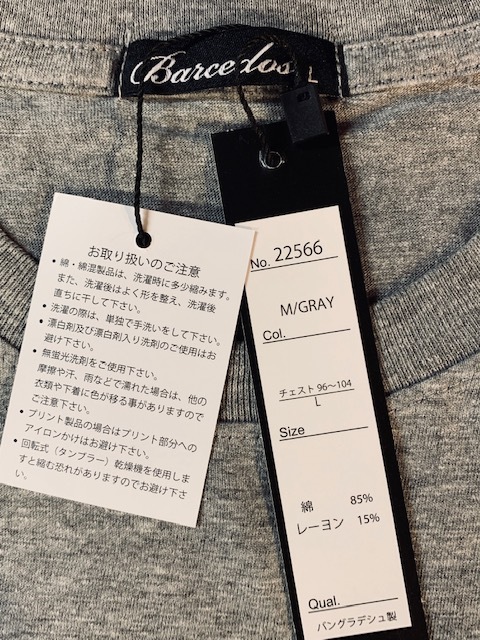 Barcedos
L
お取り扱いのご注意
• 綿・綿混製品は、洗濯時に多少縮みます。
また、洗濯後はよく形を整え、洗濯後
直ちに干して下さい。
• 洗濯の際は、単独で手洗いをして下さい。
• 漂白剤及び漂白剤入り洗剤のご使用はお
避け下さい。
• 無蛍光洗剤をご使用下さい。
摩擦や汗、雨などで濡れた場合は、他の
衣類や下着に色が移る事がありますので
ご注意下さい。
• プリント製品の場合はプリント部分への
アイロンかけはお避け下さい。
• 回転式（タンブラー）乾燥機を使用しま
すと縮む恐れがありますのでお避け下さ
い。
No. 22566
M/GRAY
Col.
チェスト 96～104
L
Size
綿 85%
レーヨン 15%
Qual.
バングラデシュ製